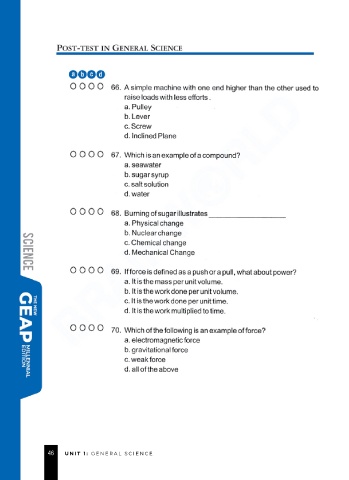 POST-TEST IN GENERAL SCIENCE
a b c d
66. A simple machine with one end higher than the other used to
raise loads with less efforts.
a. Pulley
b. Lever
c. Screw
d. Inclined Plene
67. Which is an example of a compound?
a. seawater
b. sugar syrup
c. salt solution
d. water
68. Burning of sugar illustrates ____________________
a. Physical change
b. Nuclear change
c. Chemical change
d. Mechanical Change
69. If force is defined as a push or a pull, what about power?
a. It is the mass per unit volume.
b. It is the work done per unit volume.
c. It is the work done per unit time.
d. It is the work multiplied to time.
70. Which of the following is an example of force?
a. electromagnetic force
b. gravitational force
c. weak force
d. all of the above
SCIENCE
THE NEW
GEAP
MILLENNIAL
EDITION
46 UNIT I: GENERAL SCIENCE